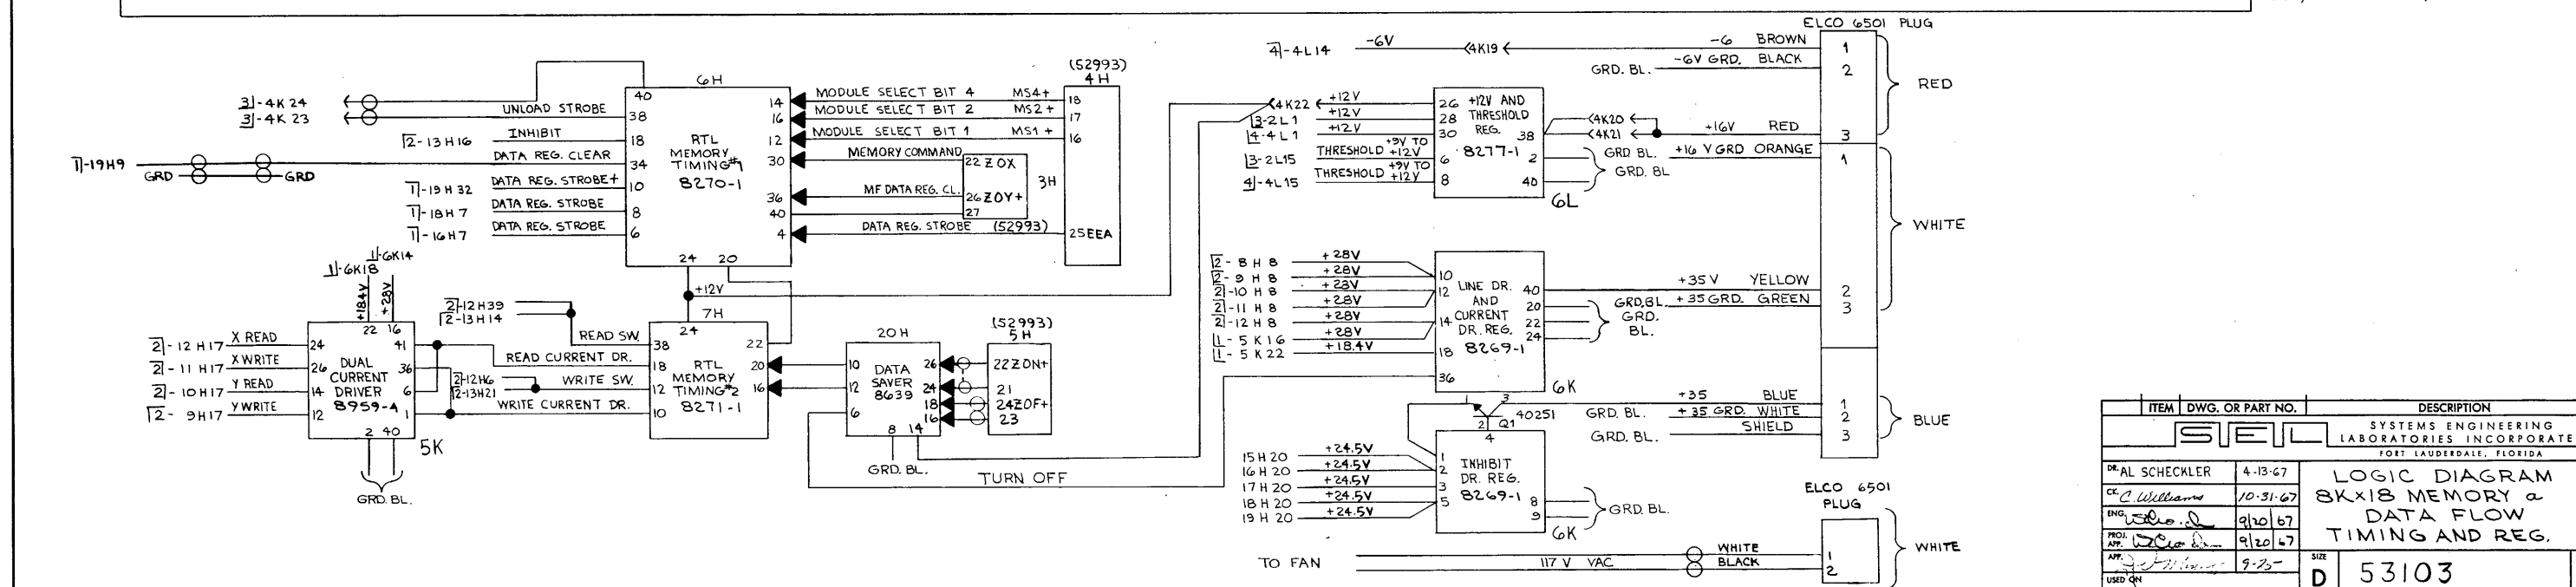 ELCO 6501 PLUG
4]-4L14 -6V 4K19 -6 BROWN 1
GRD. BL. -6V GRD. BLACK 2
RED
+16V RED 3
GRD BL. +16 V GRD ORANGE 1
WHITE
+35V YELLOW 2
GRD.BL. +35 GRD. GREEN 3
+35 BLUE 1
GRD. BL. +35 GRD. WHITE 2
GRD. BL. SHIELD 3
BLUE
6H
3]-4K 24
3]-4K 23
UNLOAD STROBE
[2-13H16 INHIBIT
1]-19H9 DATA REG. CLEAR
GRD GRD
1]-19H 32 DATA REG. STROBE+
1]-18H7 DATA REG. STROBE
1]-16H7 DATA REG. STROBE
40
38
18
34
10
8
6
RTL
MEMORY
TIMING#1
8270-1
14
16
12
30
36
40
4
24 20
MODULE SELECT BIT 4 MS4+ 18
MODULE SELECT BIT 2 MS2+ 17
MODULE SELECT BIT 1 MS1+ 16
MEMORY COMMAND 22 ZOX
MF DATA REG. CL. 26 ZOY+
27
3H
DATA REG. STROBE (52993) 25EEA
(52993)
4H
4K22 +12V 26
[3-2L1 +12V 28
[4-4L1 +12V 30
[3-2L15 THRESHOLD +9V TO +12V 6
4]-4L15 THRESHOLD +9V TO +12V 8
+12V AND
THRESHOLD
REG. 38
8277-1 2
40
6L
4K20
4K21
GRD. BL
1]-6K18
1]-6K14
+18.4V
+28V
22 16
2]-12H17 X READ 24
2]-11H17 X WRITE 26
2]-10H17 Y READ 14
[2-9H17 Y WRITE 12
DUAL
CURRENT
DRIVER
8959-4
41
36
6
1
2 40
5K
GRD. BL.
2]-12H39
[2-13H14
READ SW. 38
READ CURRENT DR. 18
2]-12H6
[2-13H21
WRITE SW. 12
WRITE CURRENT DR. 10
+12V
7H
24
22
RTL
MEMORY
TIMING#2
8271-1
20
16
20H
10
12
6
DATA
SAVER
8639
26
24
18
16
8 14
GRD. BL.
(52993)
5H
22ZON+
21
24ZOF+
23
TURN OFF
[2-8H8 +28V
[2-9H8 +28V
2]-10H8 +28V
2]-11H8 +28V
2]-12H8 +28V
[1-5K16 +28V
[1-5K22 +18.4V
10
12
14
18
36
LINE DR.
AND
CURRENT
DR. REG.
8269-1
40
20
22
24
GRD.
BL.
6K
1 3
2 Q1 40251
4
15H20 +24.5V
16H20 +24.5V
17H20 +24.5V
18H20 +24.5V
19H20 +24.5V
1
2
3
5
INHIBIT
DR. REG.
8269-1
8
9
GRD. BL.
6K
TO FAN 117 V VAC
WHITE 1
BLACK 2
ELCO 6501
PLUG
WHITE
ITEM DWG. OR PART NO. DESCRIPTION
SEL
SYSTEMS ENGINEERING
LABORATORIES INCORPORATE
FORT LAUDERDALE, FLORIDA
DR. AL SCHECKLER 4-13-67
CK. C. Williams 10-31-67
ENG. 9/20/67
PROJ. APP. 9/20/67
APP. 9-25-
USED ON
LOGIC DIAGRAM
8K×18 MEMORY a
DATA FLOW
TIMING AND REG.
SIZE
D 53103